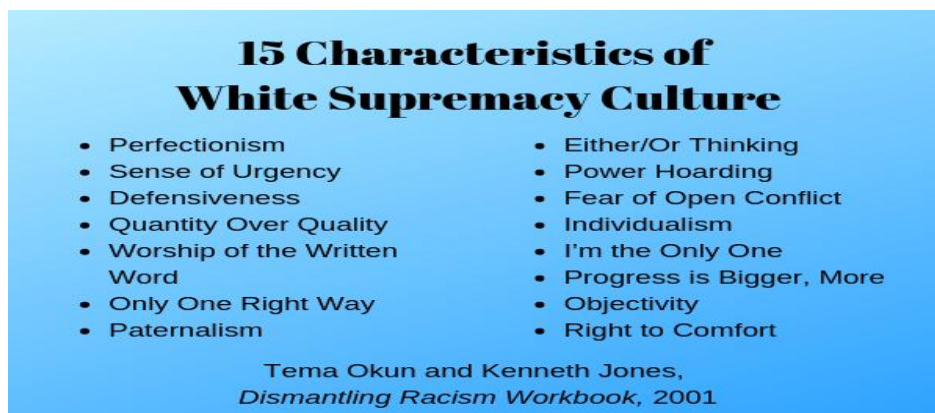 15 Characteristics of
White Supremacy Culture
• Perfectionism
• Sense of Urgency
• Defensiveness
• Quantity Over Quality
• Worship of the Written
Word
• Only One Right Way
• Paternalism
• Either/Or Thinking
• Power Hoarding
• Fear of Open Conflict
• Individualism
• I'm the Only One
• Progress is Bigger, More
• Objectivity
• Right to Comfort
Tema Okun and Kenneth Jones,
Dismantling Racism Workbook, 2001